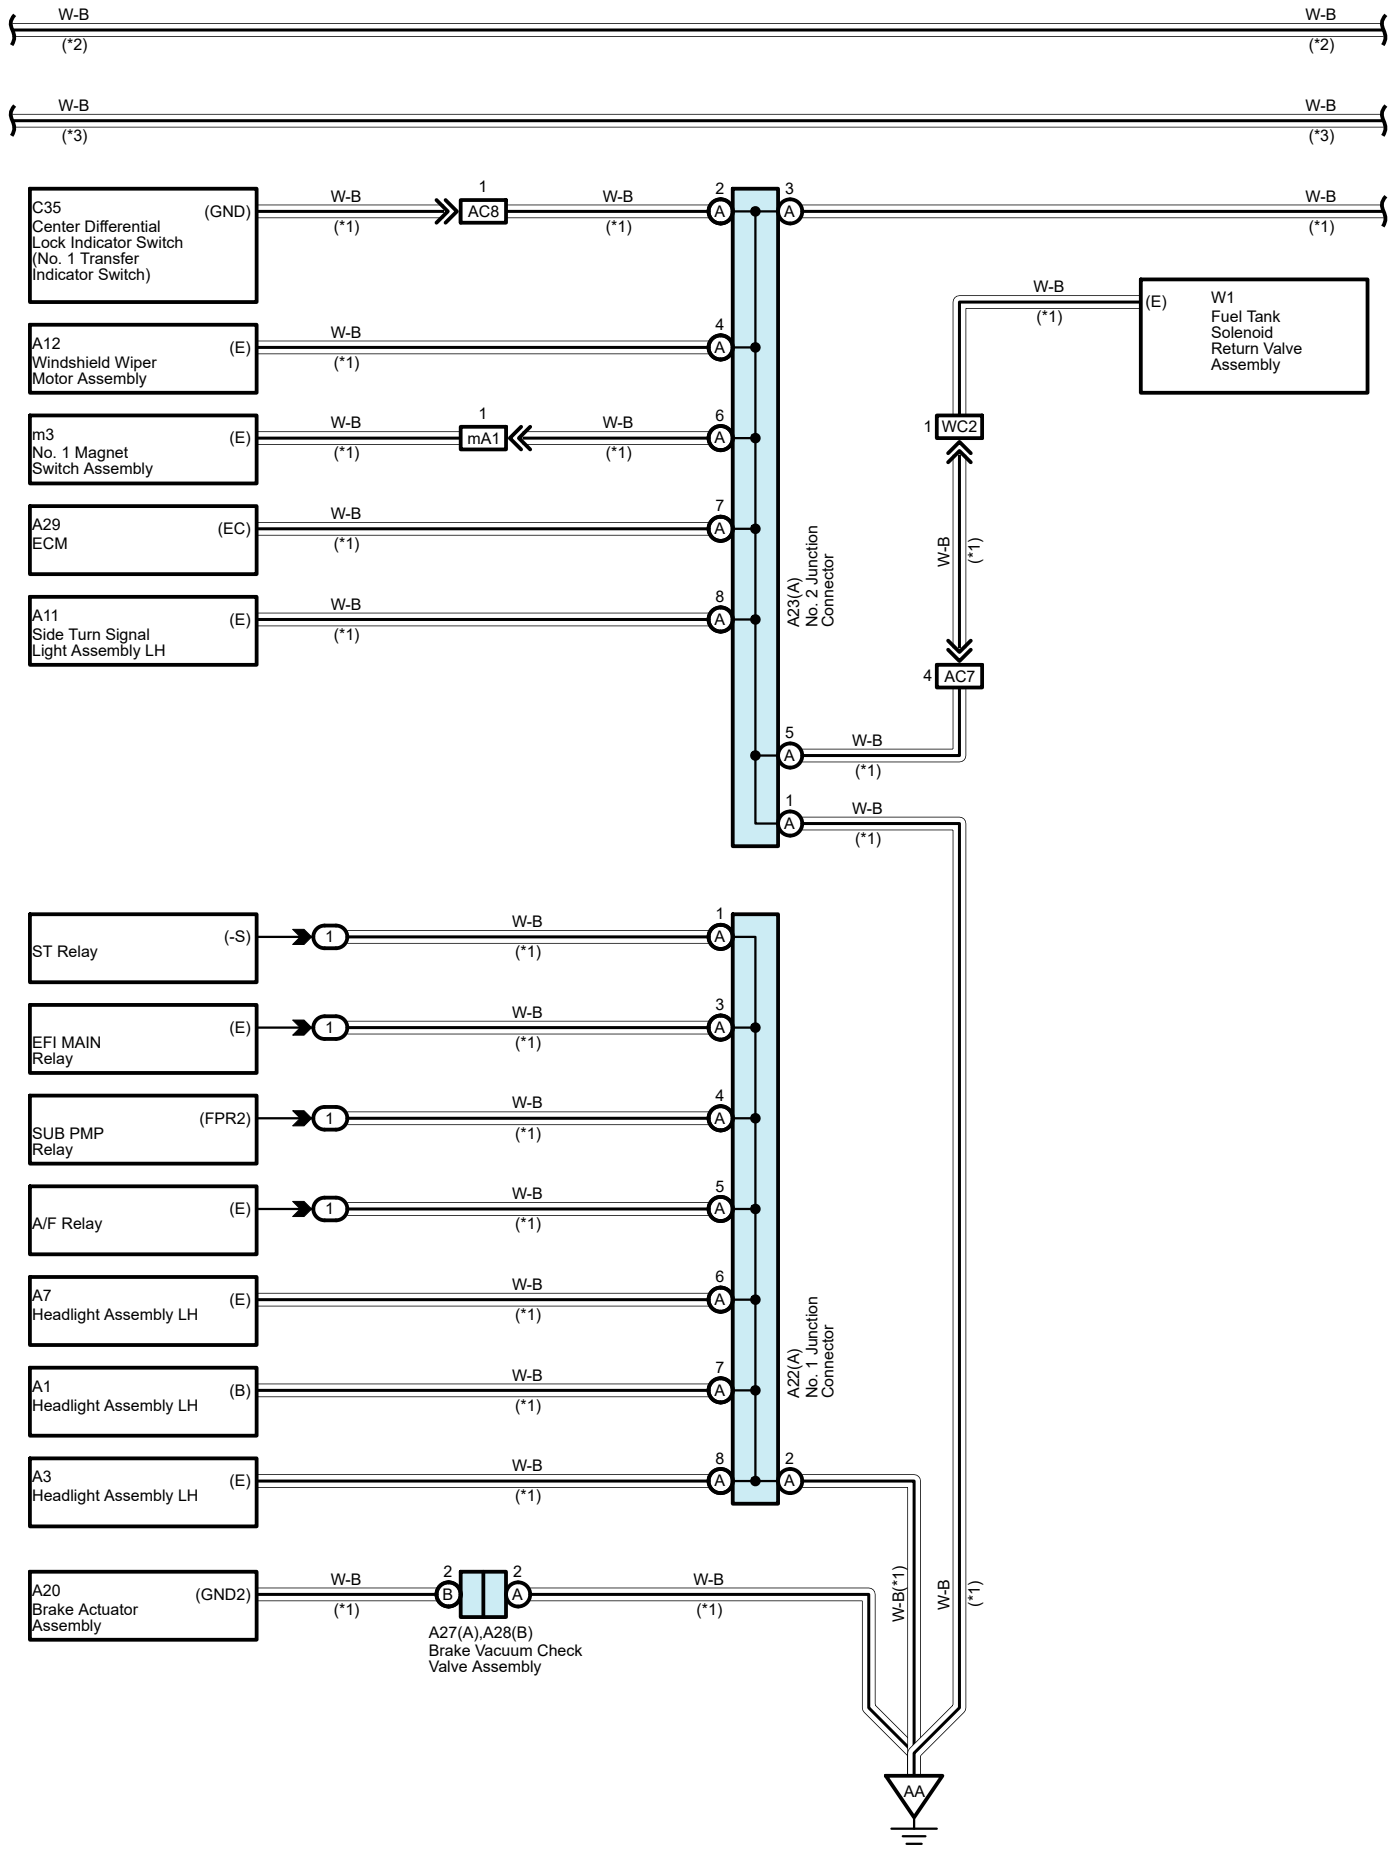 W-B
W-B
(*2)
(*2)
W-B
W-B
(*3)
(*3)
C35
Center Differential
Lock Indicator Switch
(No. 1 Transfer
Indicator Switch)
(GND)
W-B
(*1)
1
AC8
W-B
(*1)
2
A
3
A
W-B
(*1)
A12
Windshield Wiper
Motor Assembly
(E)
W-B
(*1)
4
A
W-B
(*1)
(E)
W1
Fuel Tank
Solenoid
Return Valve
Assembly
m3
No. 1 Magnet
Switch Assembly
(E)
W-B
(*1)
1
mA1
W-B
(*1)
6
A
1
WC2
A29
ECM
(EC)
W-B
(*1)
7
A
A23(A)
No. 2 Junction
Connector
W-B
(*1)
A11
Side Turn Signal
Light Assembly LH
(E)
W-B
(*1)
8
A
4
AC7
5
A
W-B
(*1)
1
A
W-B
(*1)
ST Relay
(-S)
1
W-B
(*1)
1
A
EFI MAIN
Relay
(E)
1
W-B
(*1)
3
A
SUB PMP
Relay
(FPR2)
1
W-B
(*1)
4
A
A/F Relay
(E)
1
W-B
(*1)
5
A
A7
Headlight Assembly LH
(E)
W-B
(*1)
6
A
A22(A)
No. 1 Junction
Connector
A1
Headlight Assembly LH
(B)
W-B
(*1)
7
A
A3
Headlight Assembly LH
(E)
W-B
(*1)
8
A
2
A
A20
Brake Actuator
Assembly
(GND2)
W-B
(*1)
2
B
2
A
A27(A),A28(B)
Brake Vacuum Check
Valve Assembly
W-B
(*1)
W-B(*1)
W-B
(*1)
AA